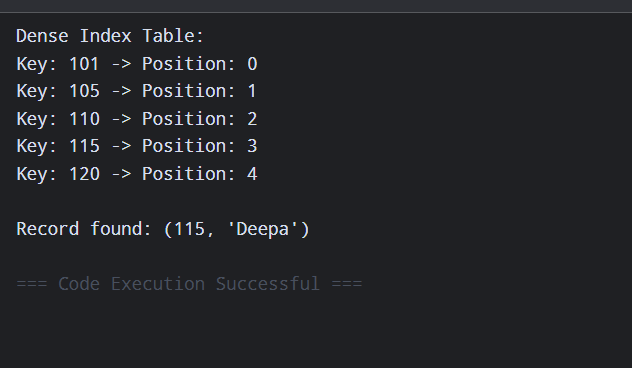 Dense Index Table:
Key: 101 -> Position: 0
Key: 105 -> Position: 1
Key: 110 -> Position: 2
Key: 115 -> Position: 3
Key: 120 -> Position: 4
Record found: (115, 'Deepa')
=== Code Execution Successful ===